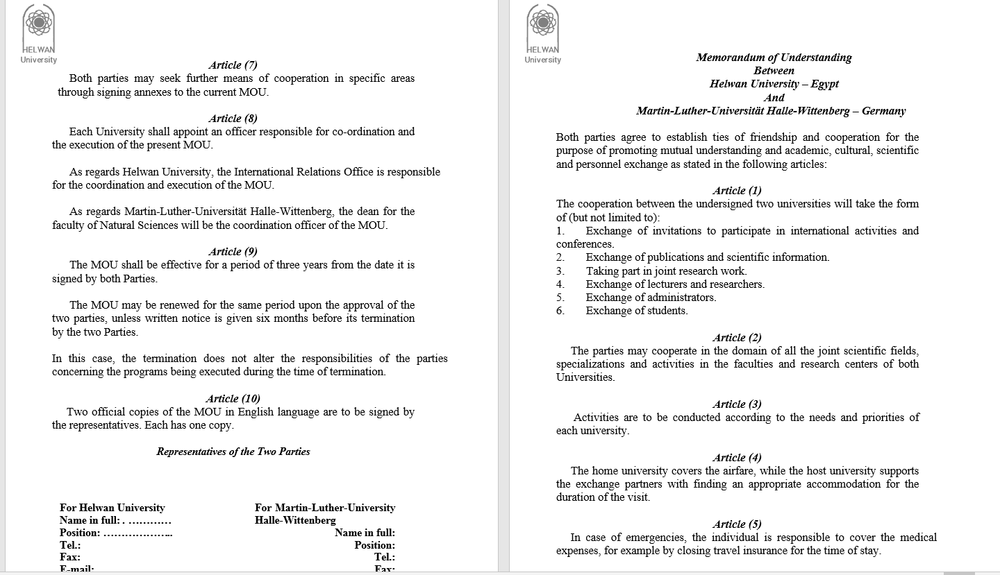 HELWAN
University
Article (7)
Both parties may seek further means of cooperation in specific areas
through signing annexes to the current MOU.
Article (8)
Each University shall appoint an officer responsible for co-ordination and
the execution of the present MOU.
As regards Helwan University, the International Relations Office is responsible
for the coordination and execution of the MOU.
As regards Martin-Luther-Universität Halle-Wittenberg, the dean for the
faculty of Natural Sciences will be the coordination officer of the MOU.
Article (9)
The MOU shall be effective for a period of three years from the date it is
signed by both Parties.
The MOU may be renewed for the same period upon the approval of the
two parties, unless written notice is given six months before its termination
by the two Parties.
In this case, the termination does not alter the responsibilities of the parties
concerning the programs being executed during the time of termination.
Article (10)
Two official copies of the MOU in English language are to be signed by
the representatives. Each has one copy.
Representatives of the Two Parties
For Helwan University
Name in full: . …………
Position: ………………..
Tel.:
Fax:
E-mail:
For Martin-Luther-University
Halle-Wittenberg
Name in full:
Position:
Tel.:
Fax:
HELWAN
University
Memorandum of Understanding
Between
Helwan University – Egypt
And
Martin-Luther-Universität Halle-Wittenberg – Germany
Both parties agree to establish ties of friendship and cooperation for the
purpose of promoting mutual understanding and academic, cultural, scientific
and personnel exchange as stated in the following articles:
Article (1)
The cooperation between the undersigned two universities will take the form
of (but not limited to):
1. Exchange of invitations to participate in international activities and
conferences.
2. Exchange of publications and scientific information.
3. Taking part in joint research work.
4. Exchange of lecturers and researchers.
5. Exchange of administrators.
6. Exchange of students.
Article (2)
The parties may cooperate in the domain of all the joint scientific fields,
specializations and activities in the faculties and research centers of both
Universities.
Article (3)
Activities are to be conducted according to the needs and priorities of
each university.
Article (4)
The home university covers the airfare, while the host university supports
the exchange partners with finding an appropriate accommodation for the
duration of the visit.
Article (5)
In case of emergencies, the individual is responsible to cover the medical
expenses, for example by closing travel insurance for the time of stay.